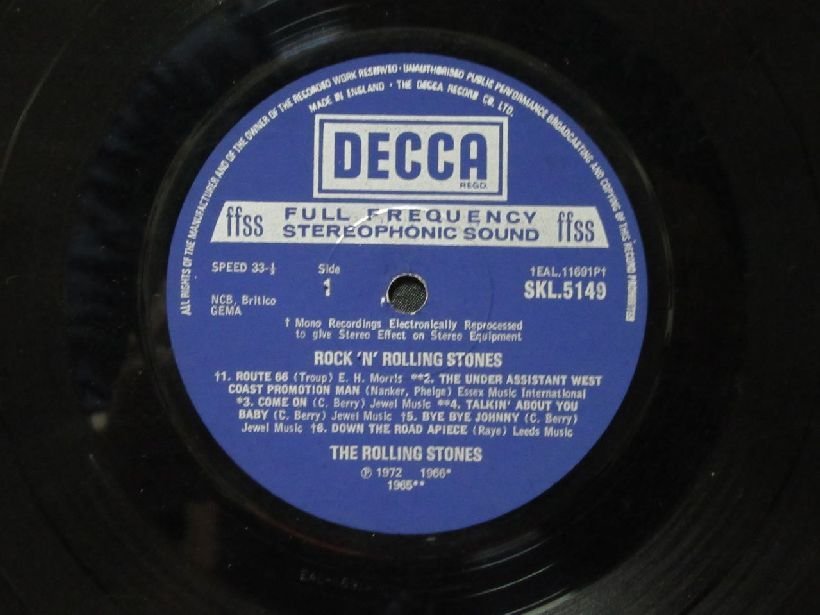 ALL RIGHTS OF THE MANUFACTURER AND OF THE OWNER OF THE RECORDED WORK RESERVED · UNAUTHORISED PUBLIC PERFORMANCE BROADCASTING AND COPYING OF THIS RECORD PROHIBITED
MADE IN ENGLAND · THE DECCA RECORD CO. LTD.
DECCA
REGD.
ffss FULL FREQUENCY ffss
STEREOPHONIC SOUND
SPEED 33-⅓ Side †EAL.11691P†
1 SKL.5149
NCB, Britico
GEMA
† Mono Recordings Electronically Reprocessed
to give Stereo Effect on Stereo Equipment
ROCK 'N' ROLLING STONES
†1. ROUTE 66 (Troup) E. H. Morris **2. THE UNDER ASSISTANT WEST
COAST PROMOTION MAN (Nanker, Phelge) Essex Music International
*3. COME ON (C. Berry) Jewel Music **4. TALKIN' ABOUT YOU
BABY (C. Berry) Jewel Music †5. BYE BYE JOHNNY (C. Berry)
Jewel Music †6. DOWN THE ROAD APIECE (Raye) Leeds Music
THE ROLLING STONES
℗ 1972 1966*
1965**